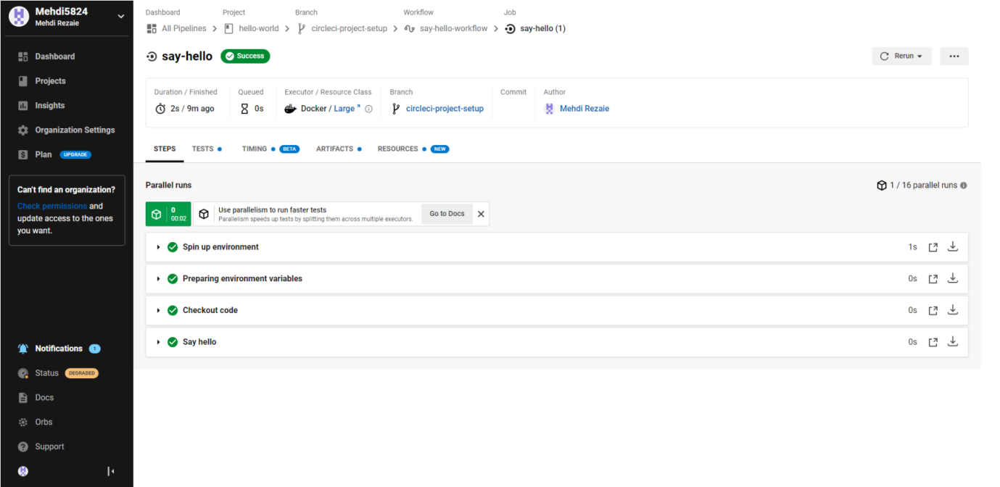 Mehdi5824
Mehdi Rezaie
Dashboard
Projects
Insights
Organization Settings
Plan UPGRADE
Can't find an organization?
Check permissions and
update access to the ones
you want.
Notifications 1
Status DEGRADED
Docs
Orbs
Support
Dashboard Project Branch Workflow Job
All Pipelines hello-world circleci-project-setup say-hello-workflow say-hello (1)
say-hello Success Rerun
Duration / Finished Queued Executor / Resource Class Branch Commit Author
2s / 9m ago 0s Docker / Large circleci-project-setup Mehdi Rezaie
STEPS TESTS TIMING BETA ARTIFACTS RESOURCES NEW
Parallel runs 1 / 16 parallel runs
0
00:02
Use parallelism to run faster tests
Parallelism speeds up tests by splitting them across multiple executors.
Go to Docs
Spin up environment 1s
Preparing environment variables 0s
Checkout code 0s
Say hello 0s